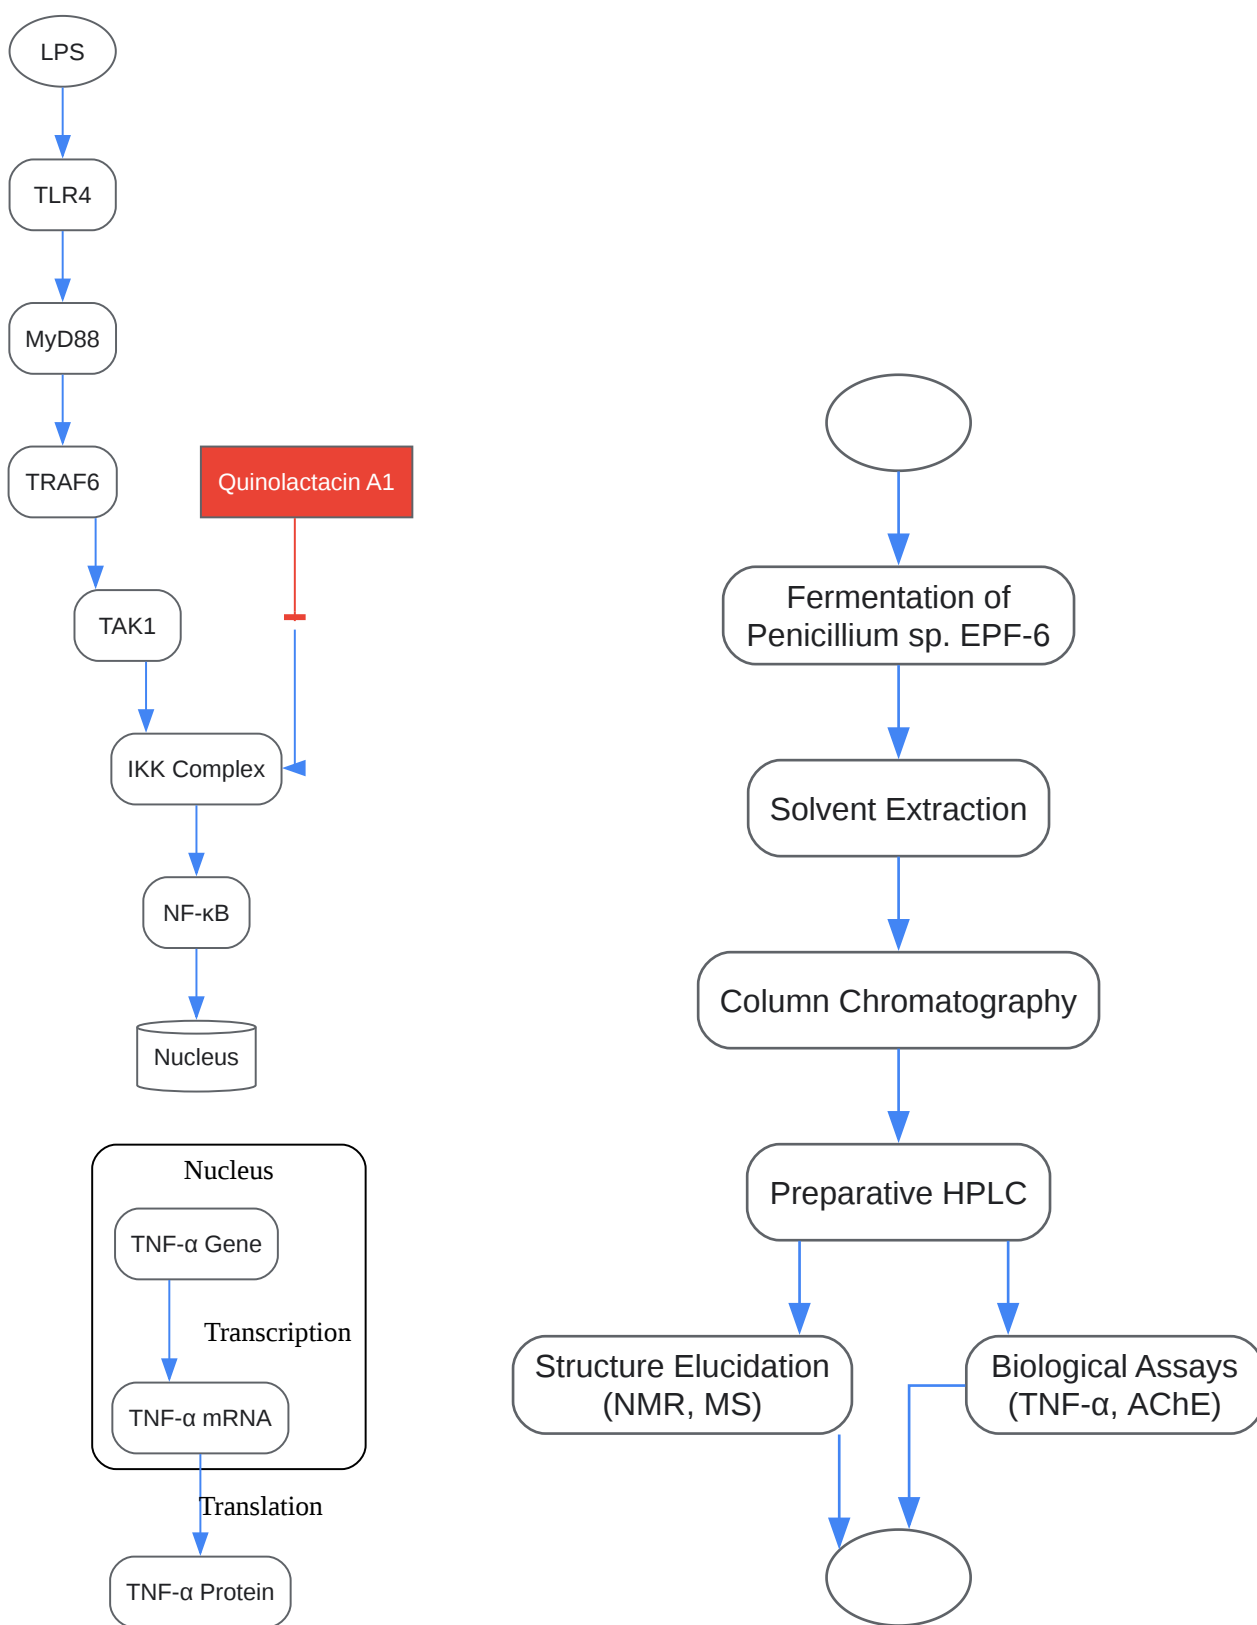 LPS
TLR4
MyD88
TRAF6
Quinolactacin A1
TAK1
IKK Complex
NF-κB
Nucleus
Nucleus
TNF-α Gene
Transcription
TNF-α mRNA
Translation
TNF-α Protein
Fermentation of
Penicillium sp. EPF-6
Solvent Extraction
Column Chromatography
Preparative HPLC
Structure Elucidation
(NMR, MS)
Biological Assays
(TNF-α, AChE)